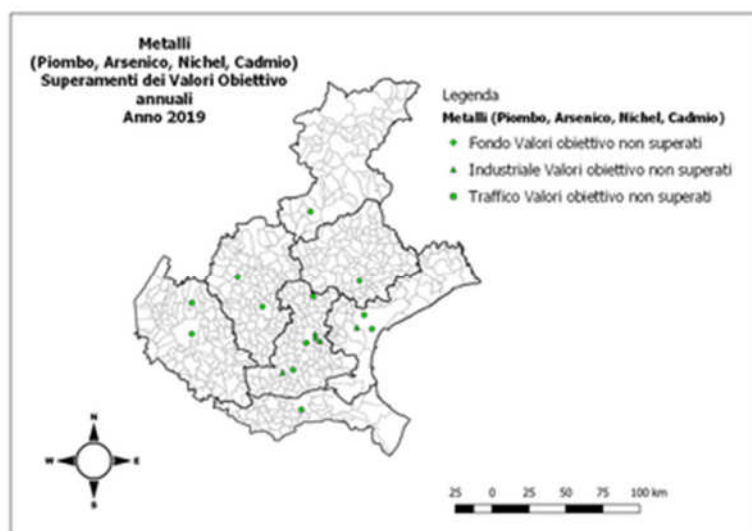 Metalli
(Piombo, Arsenico, Nichel, Cadmio)
Superamenti dei Valori Obiettivo
annuali
Anno 2019
Legenda
Metalli (Piombo, Arsenico, Nichel, Cadmio)
Fondo Valori obiettivo non superati
Industriale Valori obiettivo non superati
Traffico Valori obiettivo non superati
N
W E
S
25 0 25 50 75 100 km